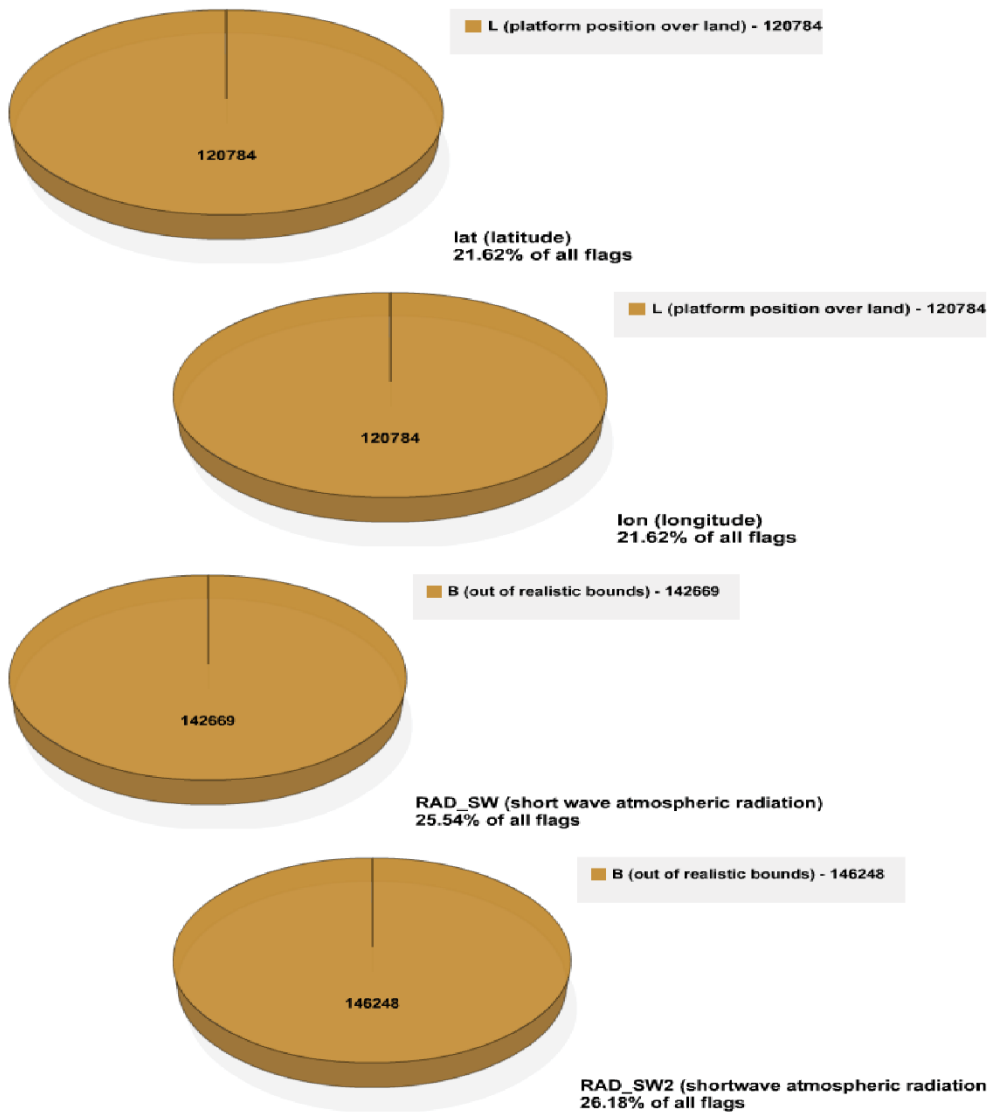 L (platform position over land) - 120784
120784
lat (latitude)
21.62% of all flags
L (platform position over land) - 120784
120784
lon (longitude)
21.62% of all flags
B (out of realistic bounds) - 142669
142669
RAD_SW (short wave atmospheric radiation)
25.54% of all flags
B (out of realistic bounds) - 146248
146248
RAD_SW2 (shortwave atmospheric radiation
26.18% of all flags